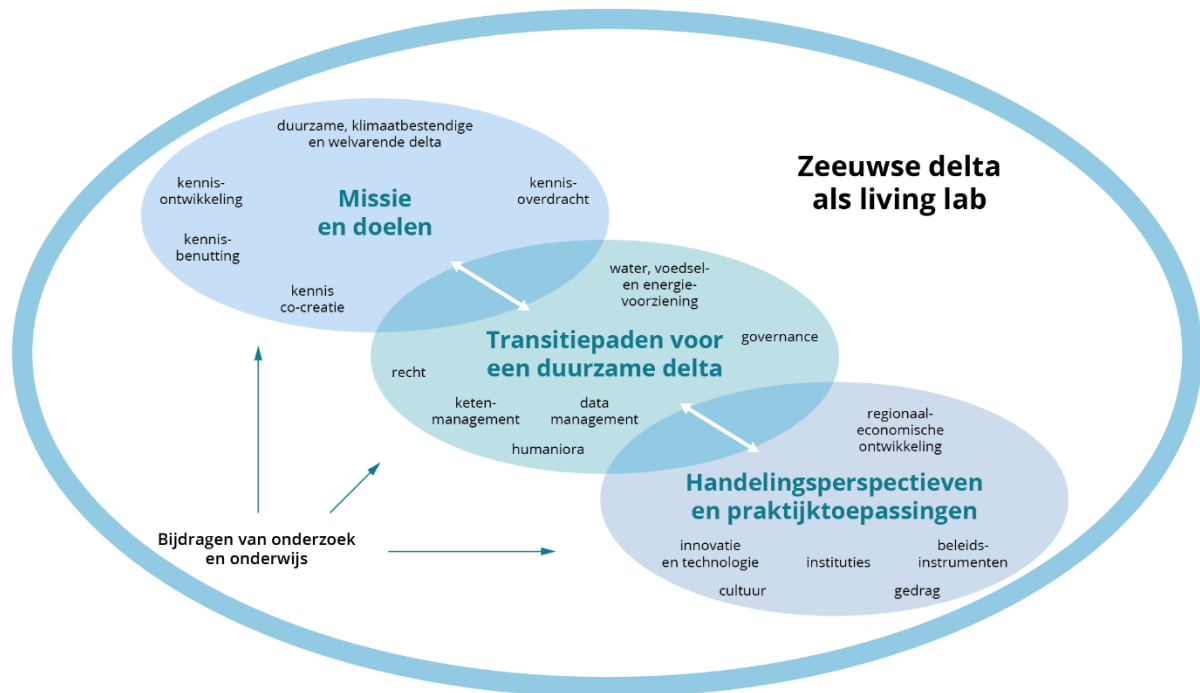 Zeeuwse delta
als living lab
duurzame, klimaatbestendige
en welvarende delta
kennis-
ontwikkeling
Missie
en doelen
kennis-
overdracht
kennis-
benutting
kennis
co-creatie
water, voedsel-
en energie-
voorziening
Transitiepaden voor
een duurzame delta
governance
recht
keten-
management
data
management
humaniora
regionaal-
economische
ontwikkeling
Handelingsperspectieven
en praktijktoepassingen
innovatie
en technologie
instituties
beleids-
instrumenten
cultuur
gedrag
Bijdragen van onderzoek
en onderwijs